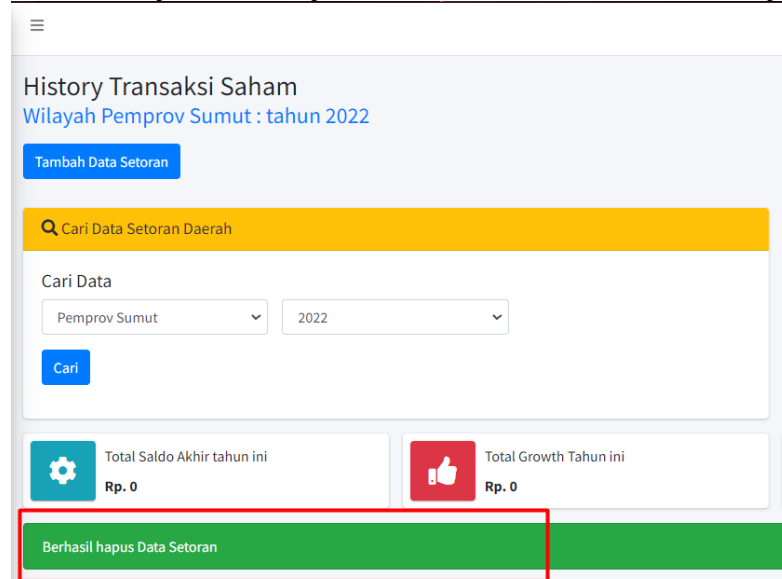 History Transaksi Saham
Wilayah Pemprov Sumut : tahun 2022
Tambah Data Setoran
Cari Data Setoran Daerah
Cari Data
Pemprov Sumut
2022
Cari
Total Saldo Akhir tahun ini
Rp. 0
Total Growth Tahun ini
Rp. 0
Berhasil hapus Data Setoran